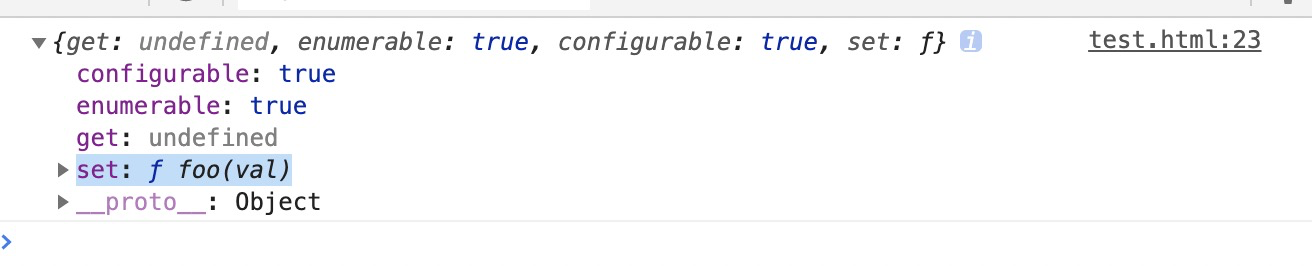 ▼{get: undefined, enumerable: true, configurable: true, set: ƒ} i test.html:23
configurable: true
enumerable: true
get: undefined
▶set: ƒ foo(val)
▶__proto__: Object
>